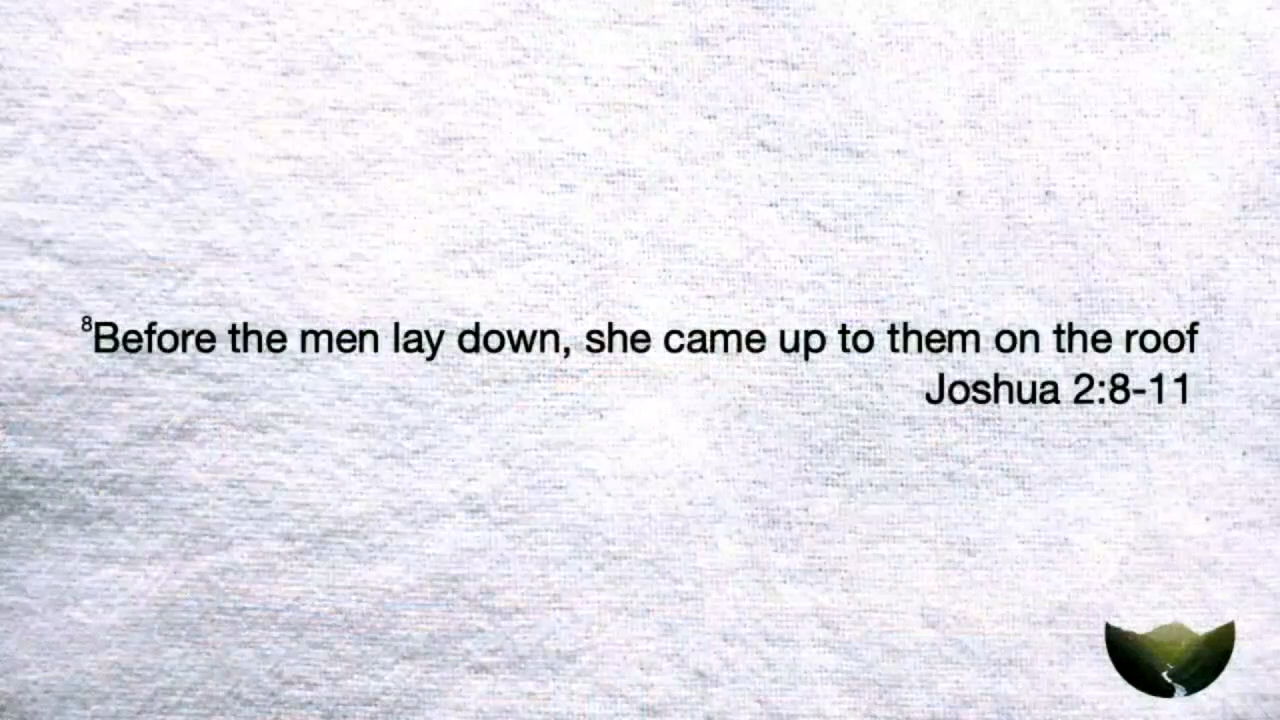 ⁸Before the men lay down, she came up to them on the roof
Joshua 2:8-11